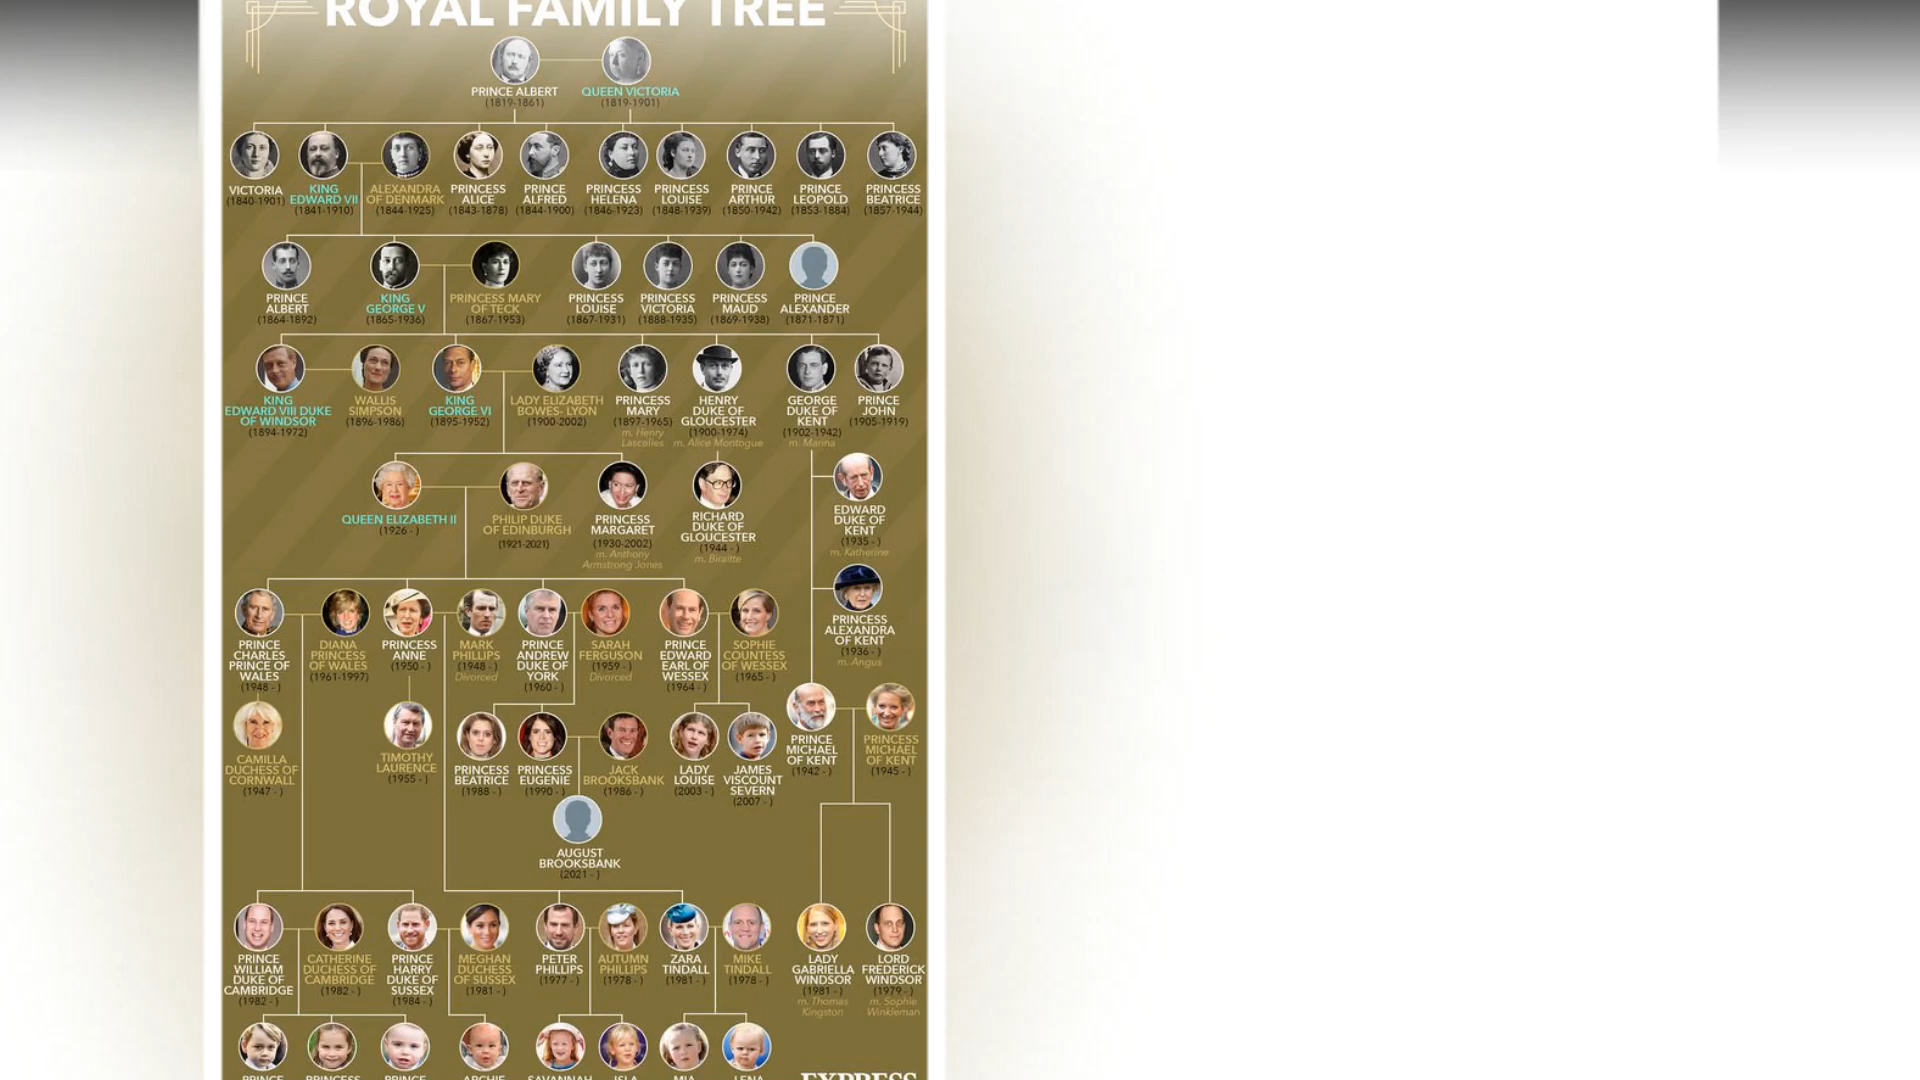 ROYAL FAMILY TREE
PRINCE ALBERT
(1819-1861)
QUEEN VICTORIA
(1819-1901)
VICTORIA
(1840-1901)
KING
EDWARD VII
(1841-1910)
ALEXANDRA
OF DENMARK
(1844-1925)
PRINCESS
ALICE
(1843-1878)
PRINCE
ALFRED
(1844-1900)
PRINCESS
HELENA
(1846-1923)
PRINCESS
LOUISE
(1848-1939)
PRINCE
ARTHUR
(1850-1942)
PRINCE
LEOPOLD
(1853-1884)
PRINCESS
BEATRICE
(1857-1944)
PRINCE
ALBERT
(1864-1892)
KING
GEORGE V
(1865-1936)
PRINCESS MARY
OF TECK
(1867-1953)
PRINCESS
LOUISE
(1867-1931)
PRINCESS
VICTORIA
(1888-1935)
PRINCESS
MAUD
(1869-1938)
PRINCE
ALEXANDER
(1871-1871)
KING
EDWARD VIII DUKE
OF WINDSOR
(1894-1972)
WALLIS
SIMPSON
(1896-1986)
KING
GEORGE VI
(1895-1952)
LADY ELIZABETH
BOWES- LYON
(1900-2002)
PRINCESS
MARY
(1897-1965)
m. Henry
Lascelles
HENRY
DUKE OF
GLOUCESTER
(1900-1974)
m. Alice Montogue
GEORGE
DUKE OF
KENT
(1902-1942)
m. Marina
PRINCE
JOHN
(1905-1919)
QUEEN ELIZABETH II
(1926 - )
PHILIP DUKE
OF EDINBURGH
(1921-2021)
PRINCESS
MARGARET
(1930-2002)
m. Anthony
Armstrong Jones
RICHARD
DUKE OF
GLOUCESTER
(1944 - )
m. Biraitte
EDWARD
DUKE OF
KENT
(1935 - )
m. Katherine
PRINCESS
ALEXANDRA
OF KENT
(1936 - )
m. Angus
PRINCE
CHARLES
PRINCE OF
WALES
(1948 - )
DIANA
PRINCESS
OF WALES
(1961-1997)
PRINCESS
ANNE
(1950 - )
MARK
PHILLIPS
(1948 - )
Divorced
PRINCE
ANDREW
DUKE OF
YORK
(1960 - )
SARAH
FERGUSON
(1959 - )
Divorced
PRINCE
EDWARD
EARL OF
WESSEX
(1964 - )
SOPHIE
COUNTESS
OF WESSEX
(1965 - )
CAMILLA
DUCHESS OF
CORNWALL
(1947 - )
TIMOTHY
LAURENCE
(1955 - )
PRINCESS
BEATRICE
(1988 - )
PRINCESS
EUGENIE
(1990 - )
JACK
BROOKSBANK
(1986 - )
LADY
LOUISE
(2003 - )
JAMES
VISCOUNT
SEVERN
(2007 - )
PRINCE
MICHAEL
OF KENT
(1942 - )
PRINCESS
MICHAEL
OF KENT
(1945 - )
AUGUST
BROOKSBANK
(2021 - )
PRINCE
WILLIAM
DUKE OF
CAMBRIDGE
(1982 - )
CATHERINE
DUCHESS OF
CAMBRIDGE
(1982 - )
PRINCE
HARRY
DUKE OF
SUSSEX
(1984 - )
MEGHAN
DUCHESS
OF SUSSEX
(1981 - )
PETER
PHILLIPS
(1977 - )
AUTUMN
PHILLIPS
(1978 - )
ZARA
TINDALL
(1981 - )
MIKE
TINDALL
(1978 - )
LADY
GABRIELLA
WINDSOR
(1981 - )
m. Thomas
Kingston
LORD
FREDERICK
WINDSOR
(1979 - )
m. Sophie
Winkleman
PRINCE
PRINCESS
PRINCE
ARCHIE
SAVANNAH
ISLA
MIA
LENA
EXPRESS